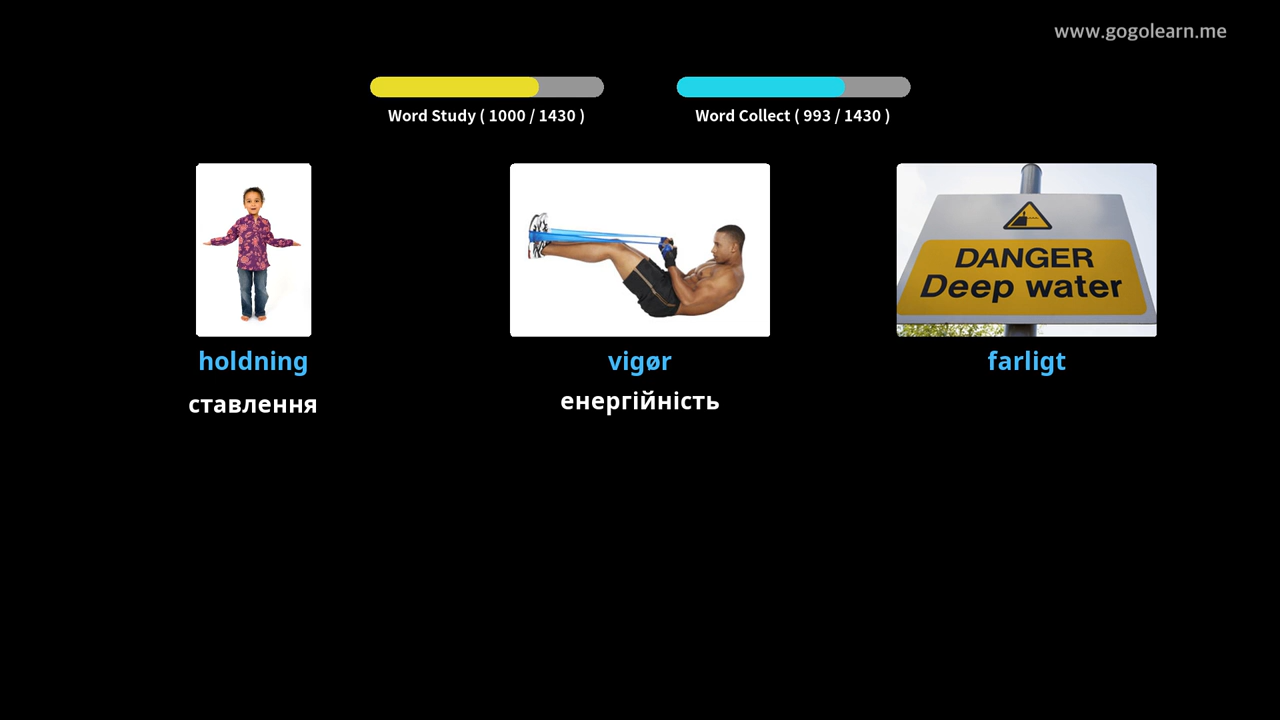 www.gogolearn.me
Word Study ( 1000 / 1430 )
Word Collect ( 993 / 1430 )
DANGER
Deep water
holdning
vigør
farligt
ставлення
енергійність